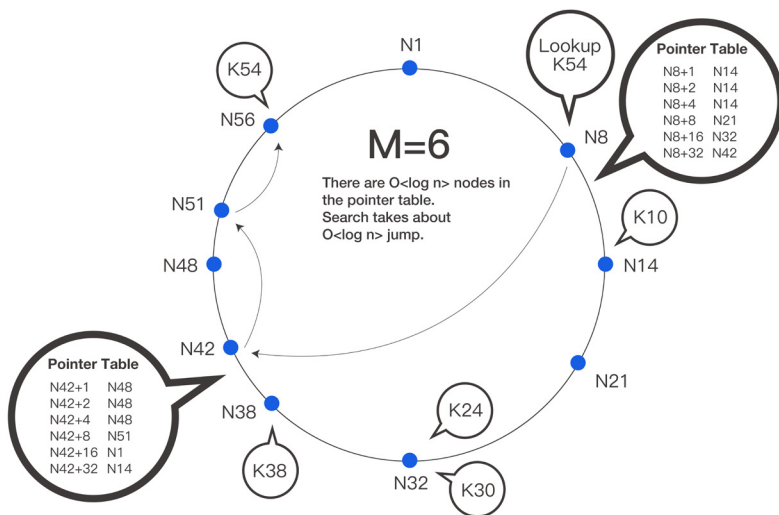 N1
Lookup
K54
Pointer Table
N8+1 N14
N8+2 N14
N8+4 N14
N8+8 N21
N8+16 N32
N8+32 N42
K54
N56
N8
M=6
There are O<log n> nodes in
the pointer table.
Search takes about
O<log n> jump.
N51
K10
N48
N14
N42
N21
Pointer Table
N42+1 N48
N42+2 N48
N42+4 N48
N42+8 N51
N42+16 N1
N42+32 N14
N38
K24
K38
N32
K30